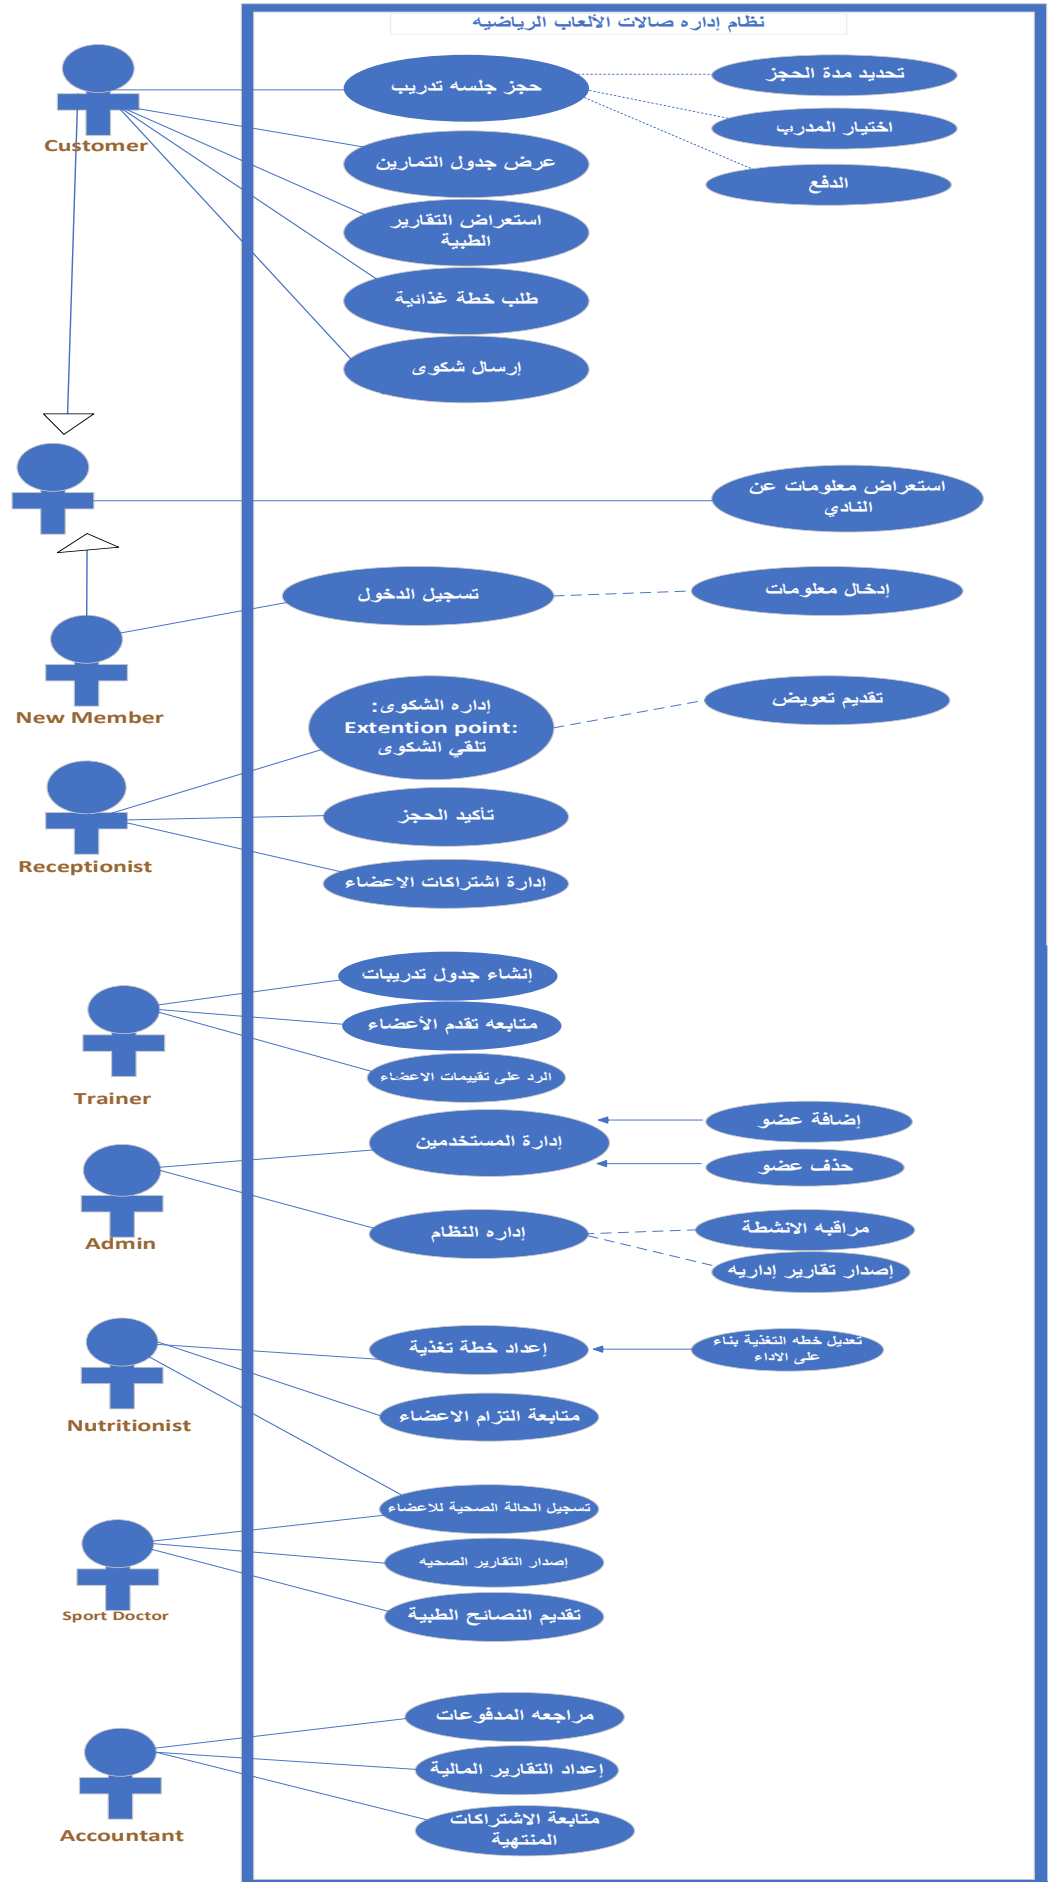 نظام إداره صالات الألعاب الرياضيه
Customer
حجز جلسه تدريب
تحديد مدة الحجز
اختيار المدرب
الدفع
عرض جدول التمارين
استعراض التقارير
الطبية
طلب خطة غذائية
إرسال شكوى
استعراض معلومات عن
النادي
New Member
تسجيل الدخول
إدخال معلومات
Receptionist
إداره الشكوى:
Extention point:
تلقي الشكوى
تقديم تعويض
تأكيد الحجز
إدارة اشتراكات الاعضاء
Trainer
إنشاء جدول تدريبات
متابعه تقدم الأعضاء
الرد على تقييمات الاعضاء
Admin
إدارة المستخدمين
إضافة عضو
حذف عضو
إداره النظام
مراقبه الانشطة
إصدار تقارير إداريه
Nutritionist
إعداد خطة تغذية
تعديل خطه التغذية بناء
على الاداء
متابعة التزام الاعضاء
تسجيل الحالة الصحية للاعضاء
Sport Doctor
إصدار التقارير الصحيه
تقديم النصائح الطبية
Accountant
مراجعه المدفوعات
إعداد التقارير المالية
متابعة الاشتراكات
المنتهية